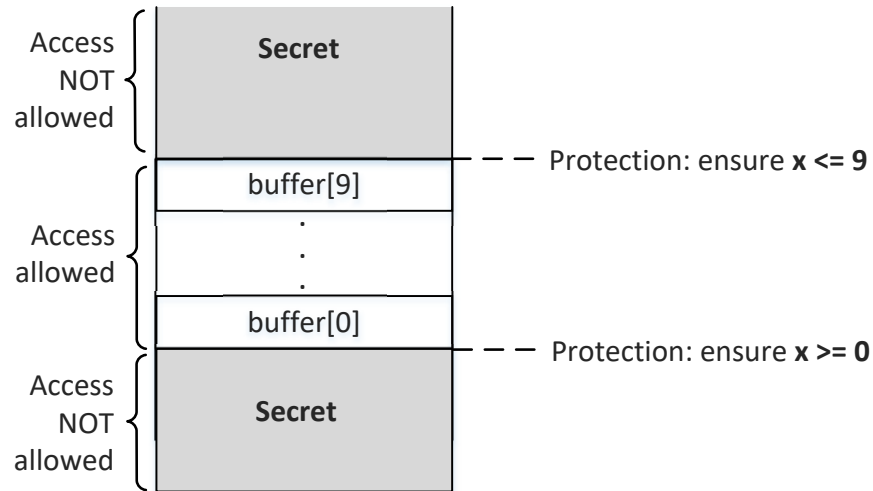 Access
NOT
allowed
Secret
Protection: ensure x <= 9
buffer[9]
.
.
.
Access
allowed
buffer[0]
Protection: ensure x >= 0
Access
NOT
allowed
Secret